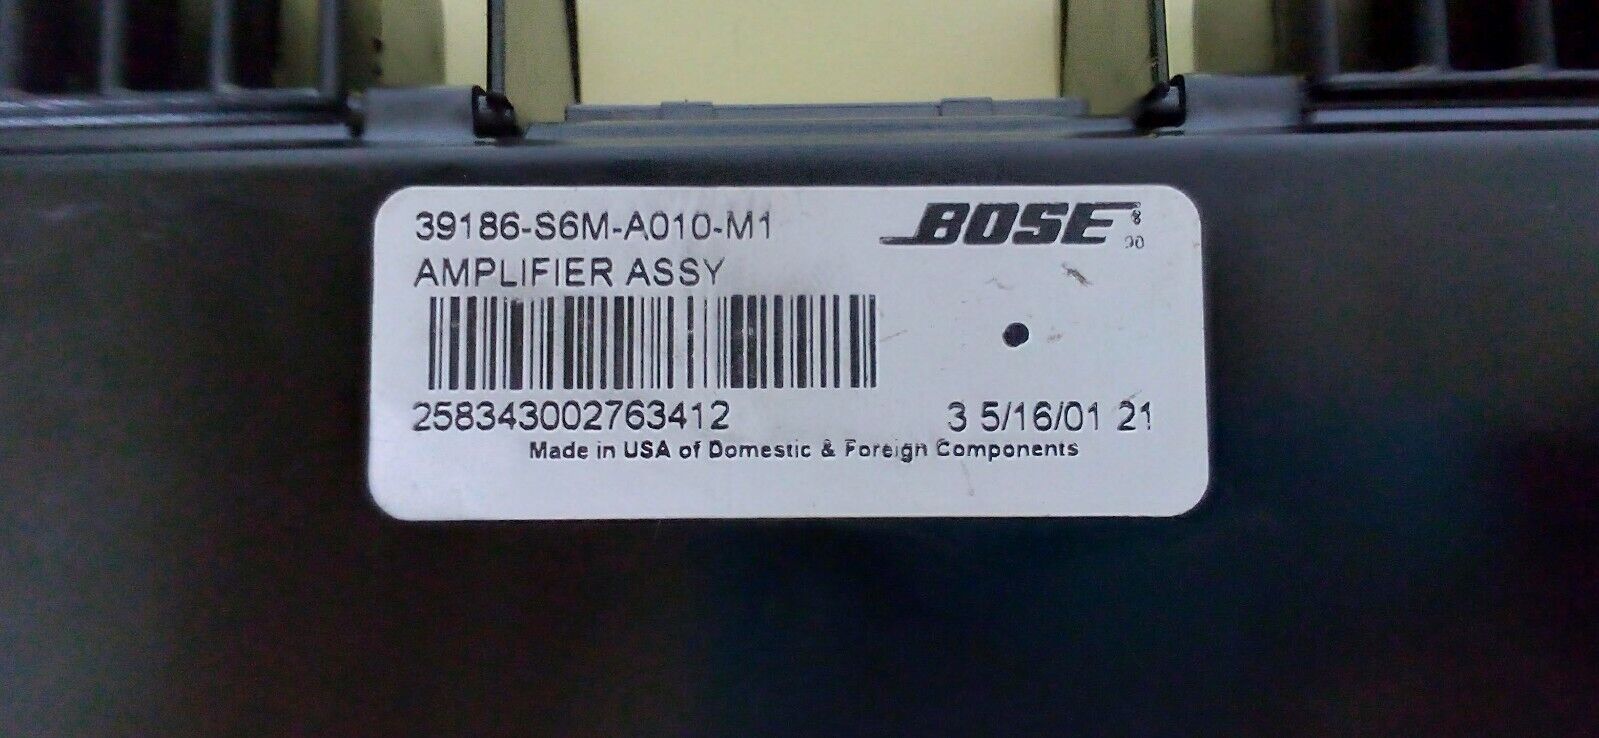 39186-S6M-A010-M1
BOSE
AMPLIFIER ASSY
258343002763412
3 5/16/01 21
Made in USA of Domestic & Foreign Components